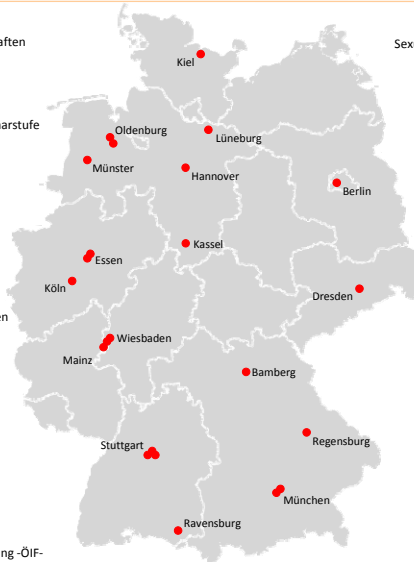 aften
Sex
Kiel
arstufe
Oldenburg
Lüneburg
Münster
Hannover
Berlin
Kassel
Essen
Köln
Dresden
en
Wiesbaden
Mainz
Bamberg
Stuttgart
Regensburg
München
Ravensburg
ng -ÖIF-